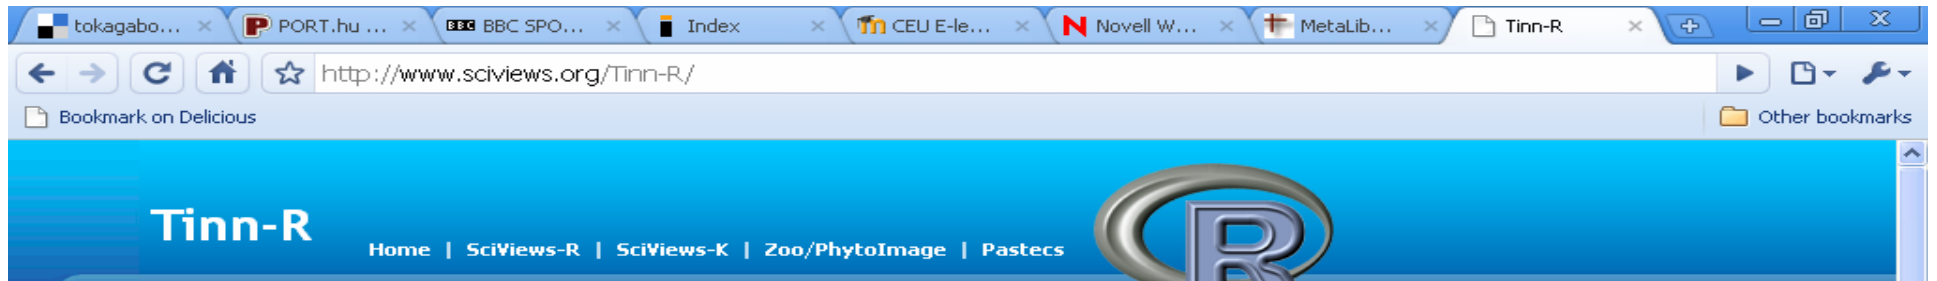 tokagabo... PORT.hu ... BBC BBC SPO... Index CEU E-le... N Novell W... MetaLib... Tinn-R
http://www.sciviews.org/Tinn-R/
Bookmark on Delicious Other bookmarks
Tinn-R
Home | SciViews-R | SciViews-K | Zoo/PhytoImage | Pastecs
R